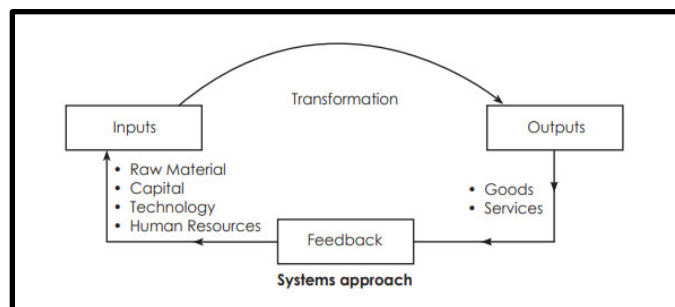 Transformation
Inputs
Outputs
• Raw Material
• Capital
• Technology
• Human Resources
• Goods
• Services
Feedback
Systems approach